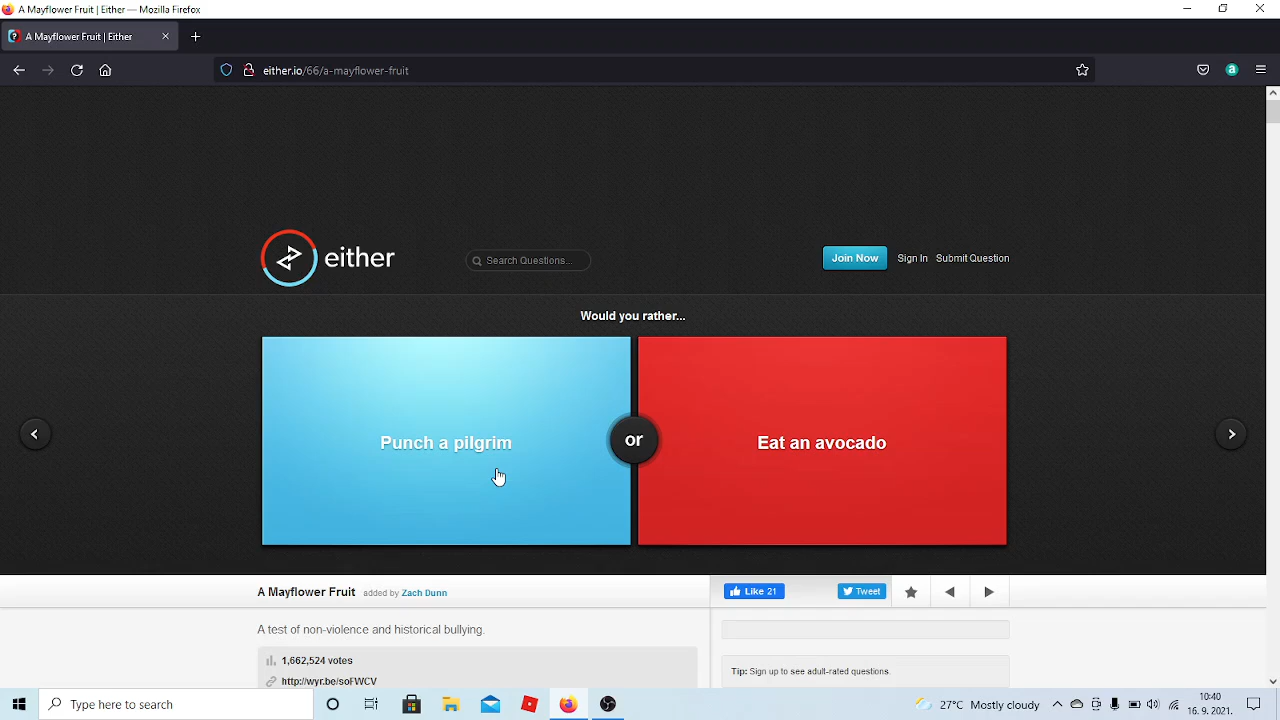 A Mayflower Fruit | Either — Mozilla Firefox
A Mayflower Fruit | Either
either.io/66/a-mayflower-fruit
a
either
Search Questions...
Join Now
Sign In
Submit Question
Would you rather...
Punch a pilgrim
or
Eat an avocado
A Mayflower Fruit added by Zach Dunn
Like 21
Tweet
A test of non-violence and historical bullying.
1,662,524 votes
http://wyr.be/soFWCV
Tip: Sign up to see adult-rated questions.
Type here to search
27°C Mostly cloudy
10:40
16. 9. 2021.